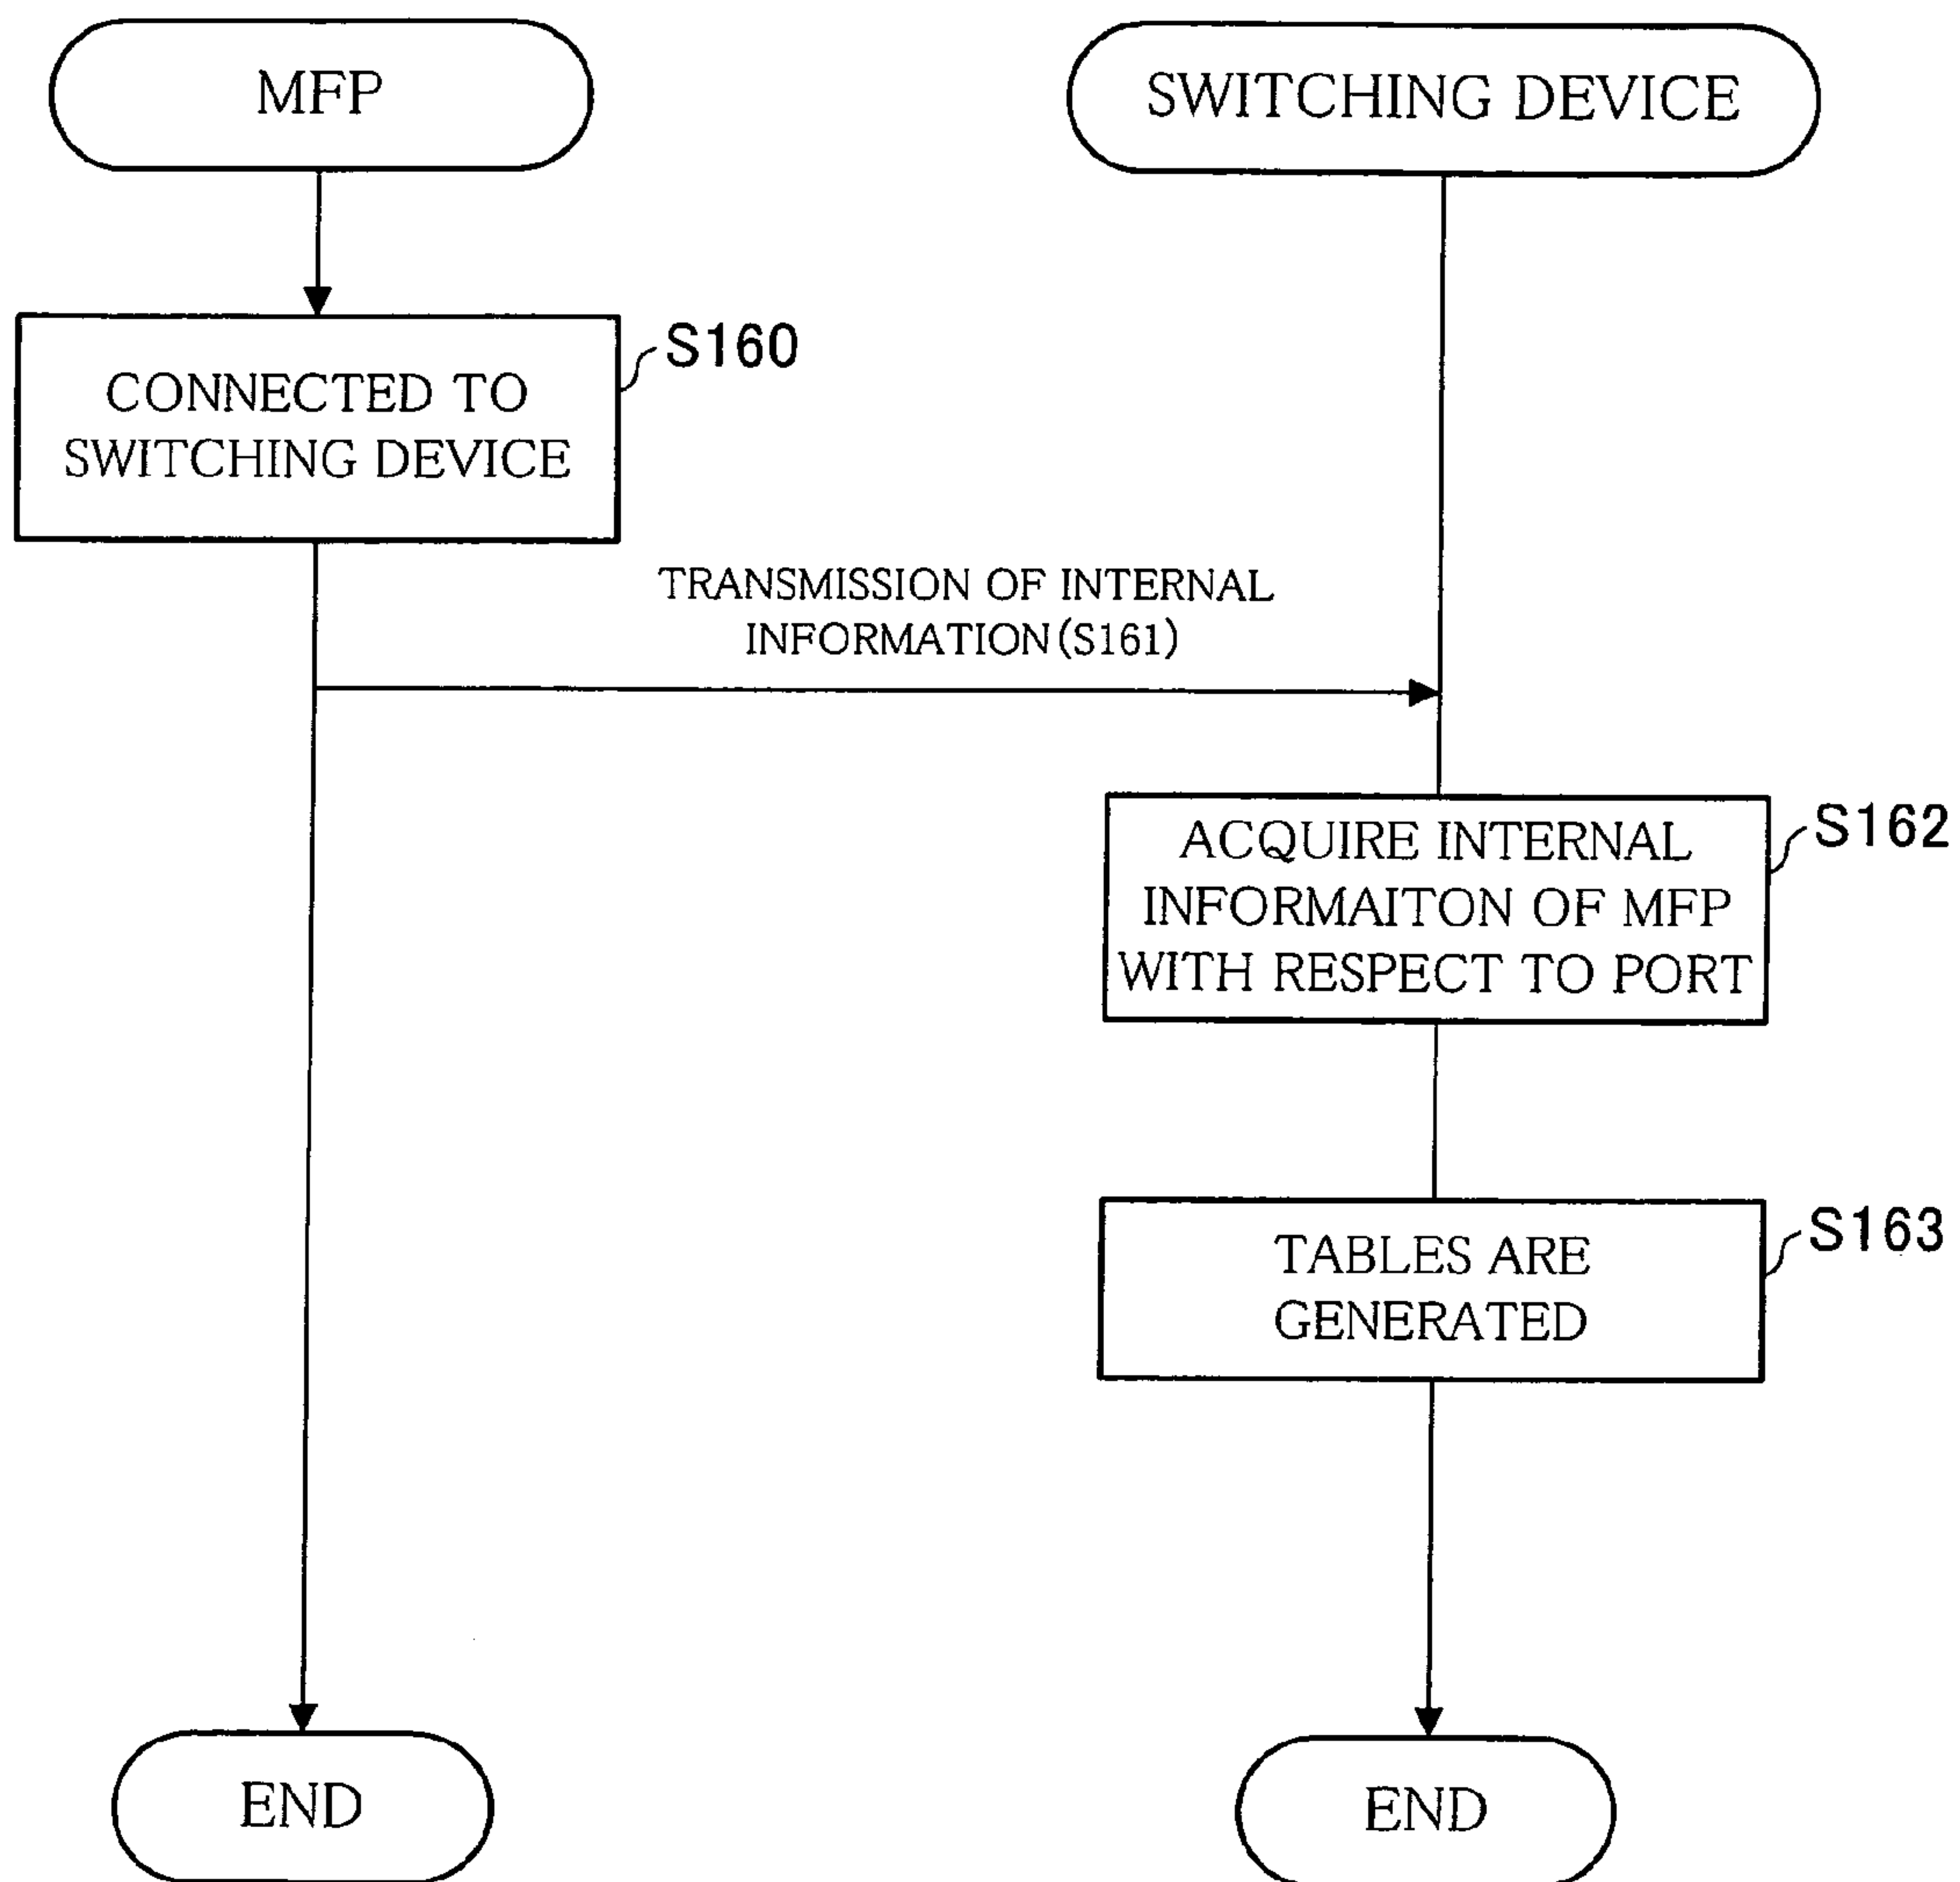 MFP
SWITCHING DEVICE
S160
CONNECTED TO
SWITCHING DEVICE
TRANSMISSION OF INTERNAL
INFORMATION(S161)
S162
ACQUIRE INTERNAL
INFORMAITON OF MFP
WITH RESPECT TO PORT
S163
TABLES ARE
GENERATED
END
END